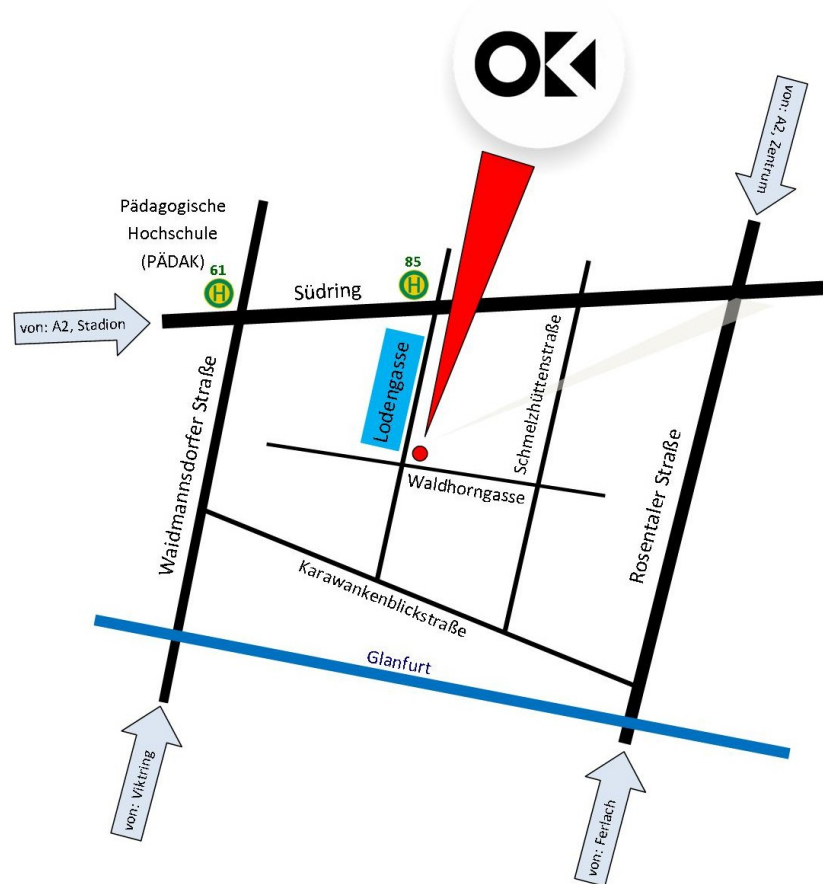 OK
von: A2, Zentrum
Pädagogische
Hochschule
(PÄDAK)
61
H
85
H
Südring
von: A2, Stadion
Lodengasse
Schmelzhüttenstraße
Waidmannsdorfer Straße
Waldhorngasse
Rosentaler Straße
Karawankenblickstraße
Glanfurt
von: Viktring
von: Ferlach